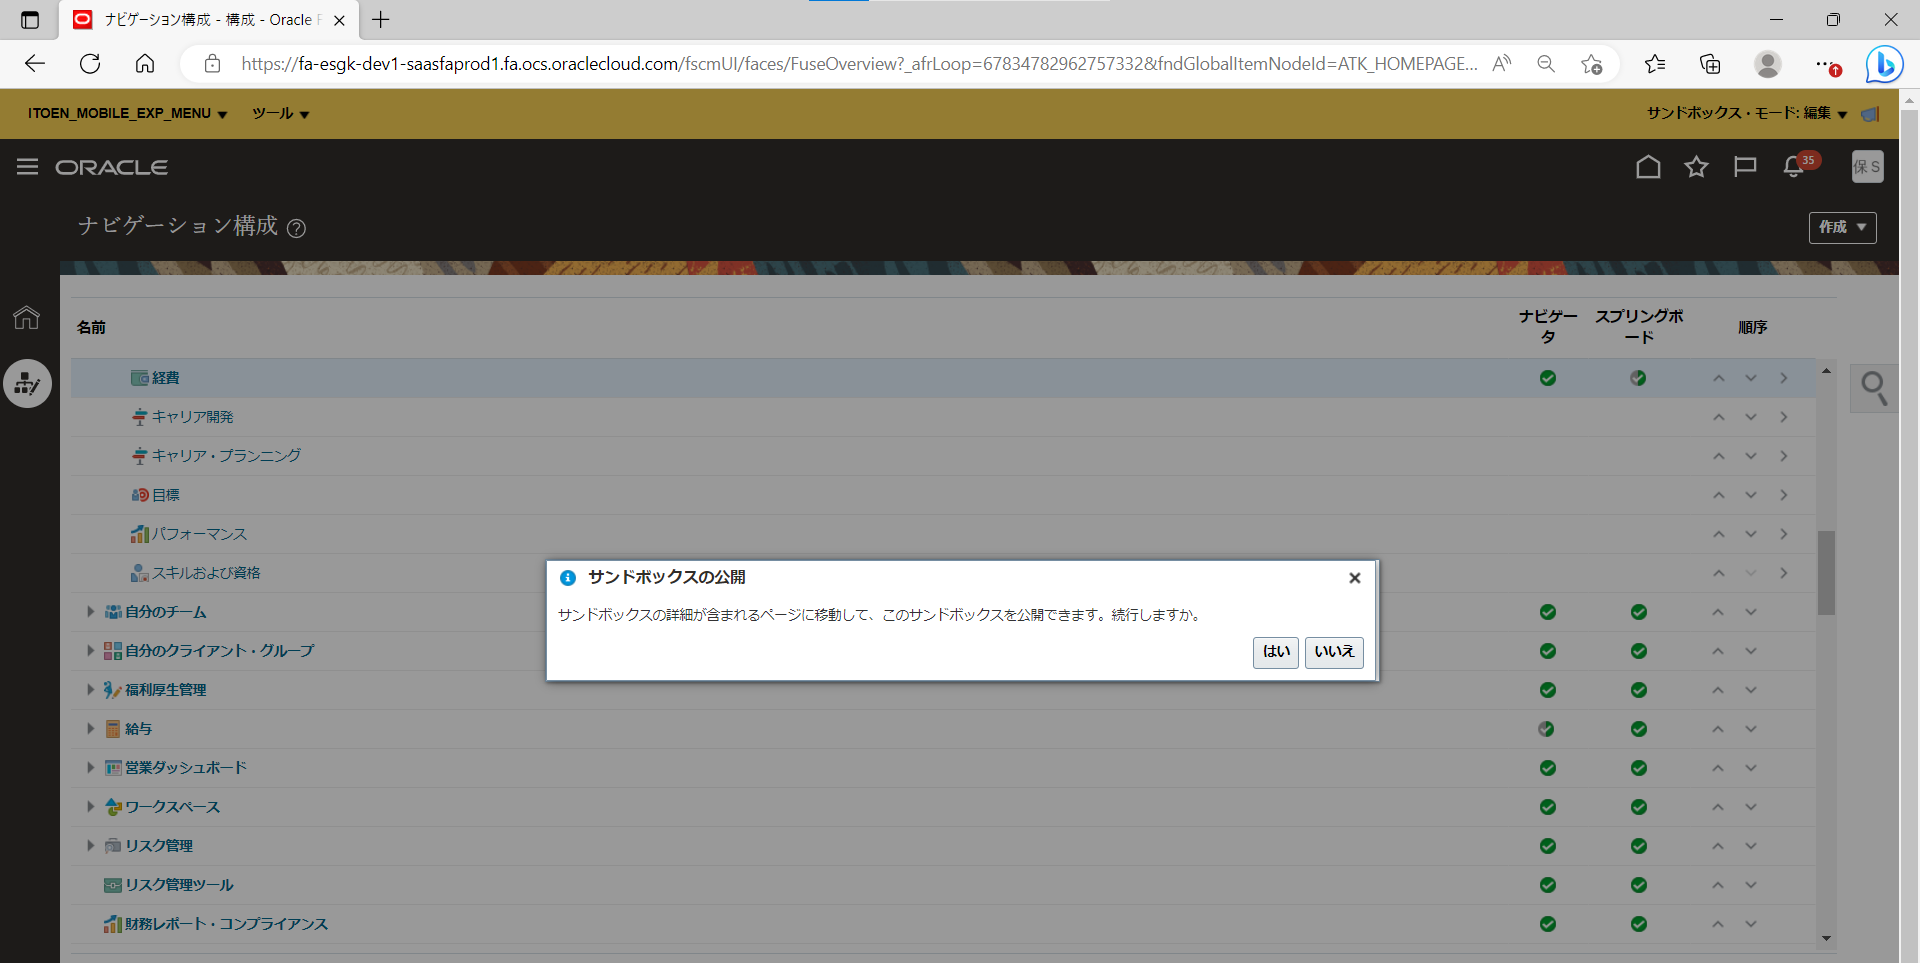 ナビゲーション構成 - 構成 - Oracle F
https://fa-esgk-dev1-saasfaprod1.fa.ocs.oraclecloud.com/fscmUI/faces/FuseOverview?_afrLoop=67834782962757332&fndGlobalItemNodeId=ATK_HOMEPAGE...
ITOEN_MOBILE_EXP_MENU ツール サンドボックス・モード: 編集
ORACLE 35 保 S
ナビゲーション構成 ? 作成
名前 ナビゲータ スプリングボード 順序
経費
キャリア開発
キャリア・プランニング
目標
パフォーマンス
スキルおよび資格
サンドボックスの公開
サンドボックスの詳細が含まれるページに移動して、このサンドボックスを公開できます。続行しますか。
はい いいえ
自分のチーム
自分のクライアント・グループ
福利厚生管理
給与
営業ダッシュボード
ワークスペース
リスク管理
リスク管理ツール
財務レポート・コンプライアンス